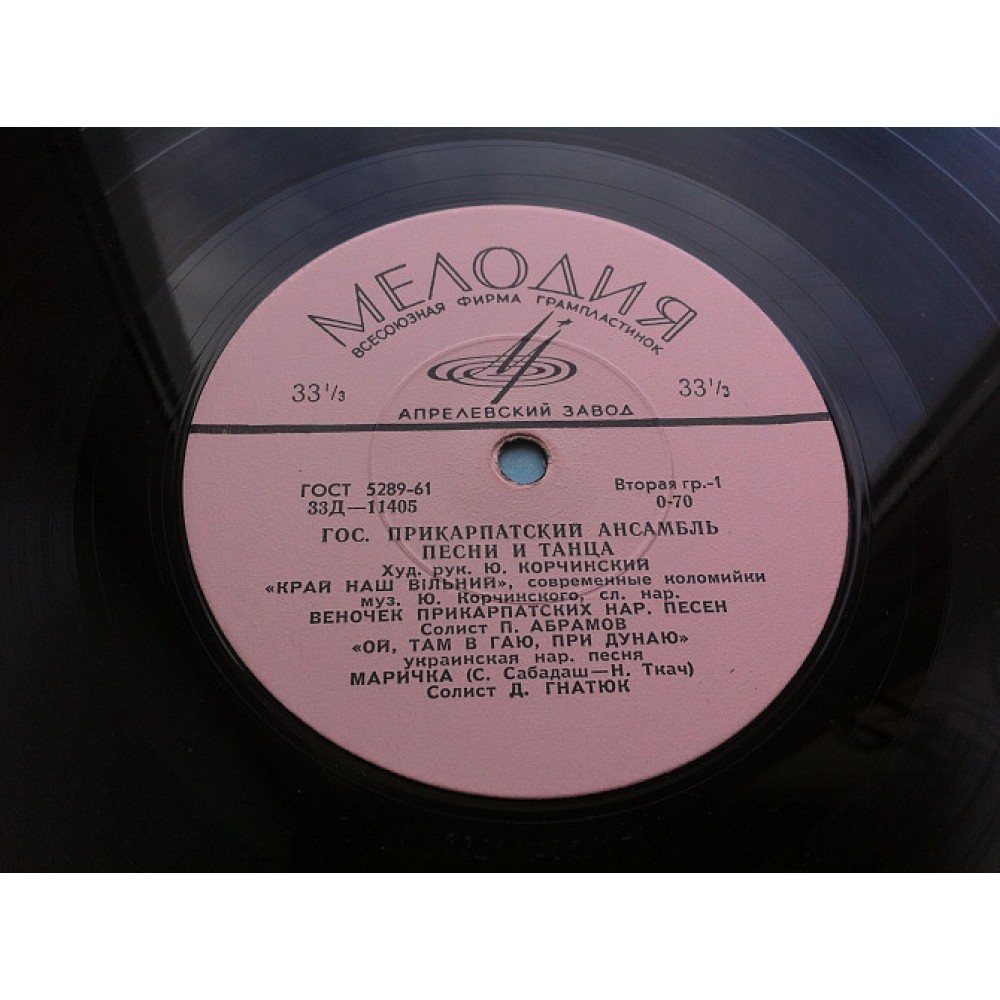 МЕЛОДИЯ
ВСЕСОЮЗНАЯ ФИРМА ГРАМПЛАСТИНОК
33 1/3 33 1/3
АПРЕЛЕВСКИЙ ЗАВОД
ГОСТ 5289-61 Вторая гр.-1
33Д—11405 0-70
ГОС. ПРИКАРПАТСКИЙ АНСАМБЛЬ
ПЕСНИ И ТАНЦА
Худ. рук. Ю. КОРЧИНСКИЙ
«КРАЙ НАШ ВІЛЬНИЙ», современные коломийки
муз. Ю. Корчинского, сл. нар.
ВЕНОЧЕК ПРИКАРПАТСКИХ НАР. ПЕСЕН
Солист П. АБРАМОВ
«ОЙ, ТАМ В ГАЮ, ПРИ ДУНАЮ»
украинская нар. песня
МАРИЧКА (С. Сабадаш—Н. Ткач)
Солист Д. ГНАТЮК